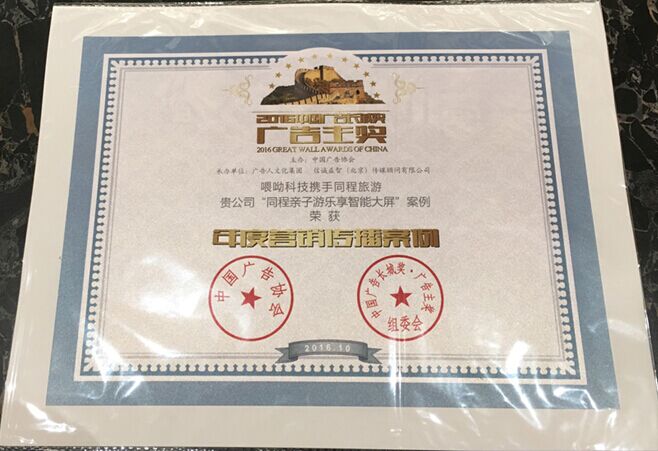 2016中国广告长城奖
广告主奖
2016 GREAT WALL AWARDS OF CHINA
主办：中国广告协会
承办单位：广告人文化集团、信诚益智（北京）传媒顾问有限公司
喂呦科技携手同程旅游
贵公司“同程亲子游乐享智能大屏”案例
荣 获
年度营销传播案例
中国广告协会
中国广告长城奖·广告主奖
组委会
2016.10